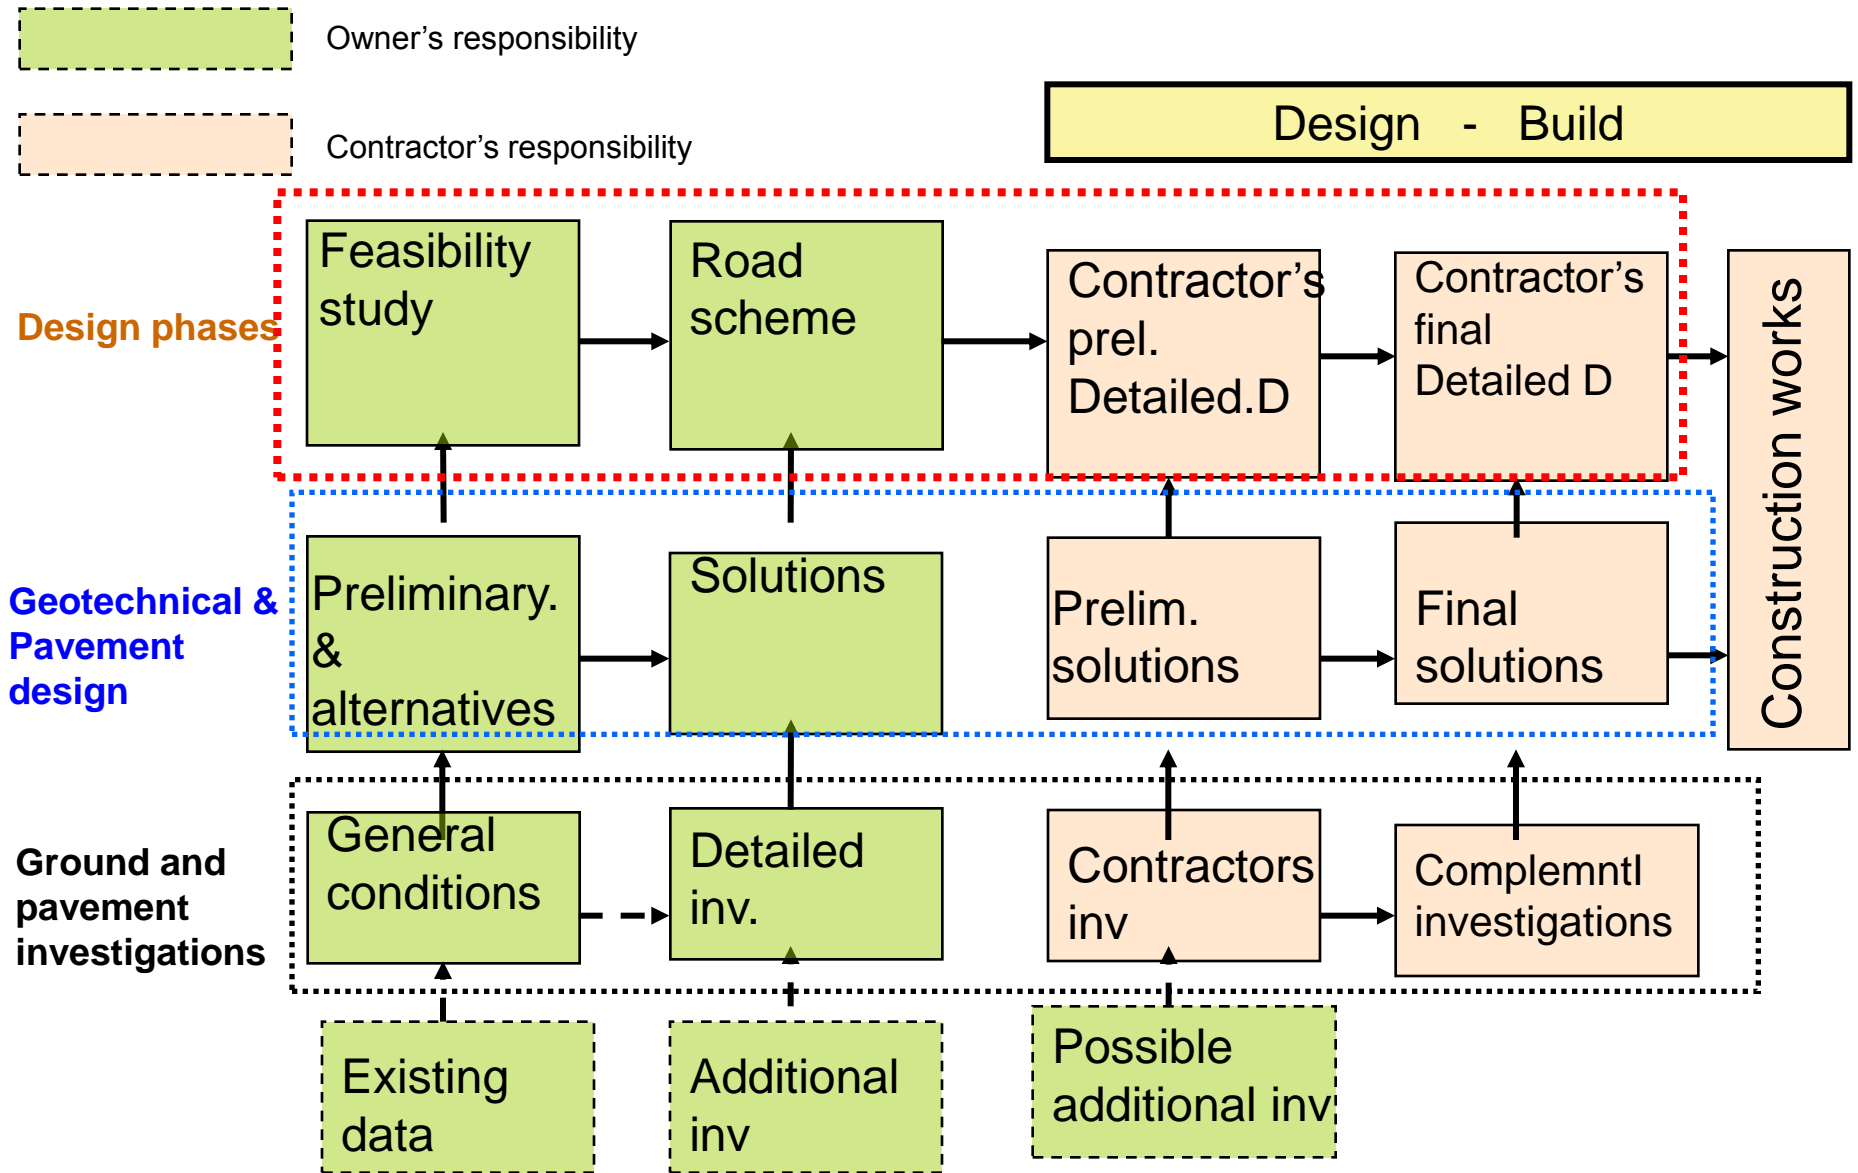 Owner’s responsibility
Contractor’s responsibility
Design - Build
Design phases
Feasibility
study
Road
scheme
Contractor’s
prel.
Detailed.D
Contractor’s
final
Detailed D
Construction works
Geotechnical &
Pavement
design
Preliminary.
&
alternatives
Solutions
Prelim.
solutions
Final
solutions
Ground and
pavement
investigations
General
conditions
Detailed
inv.
Contractors
inv
Complemntl
investigations
Existing
data
Additional
inv
Possible
additional inv